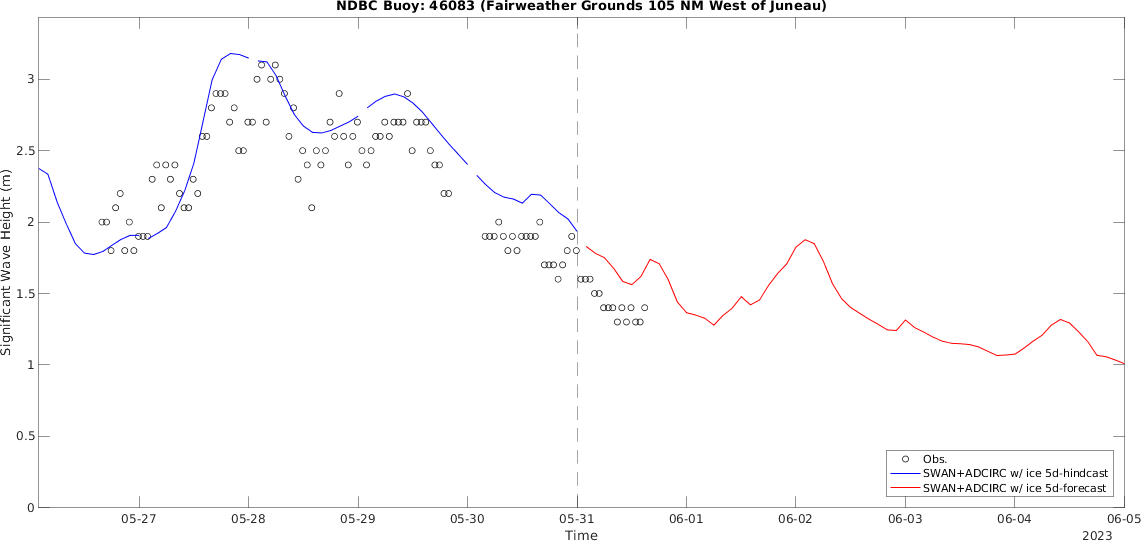 NDBC Buoy: 46083 (Fairweather Grounds 105 NM West of Juneau)
Significant Wave Height (m)
3
2.5
2
1.5
1
0.5
0
Obs.
SWAN+ADCIRC w/ ice 5d-hindcast
SWAN+ADCIRC w/ ice 5d-forecast
05-27 05-28 05-29 05-30 05-31 06-01 06-02 06-03 06-04 06-05
Time
2023